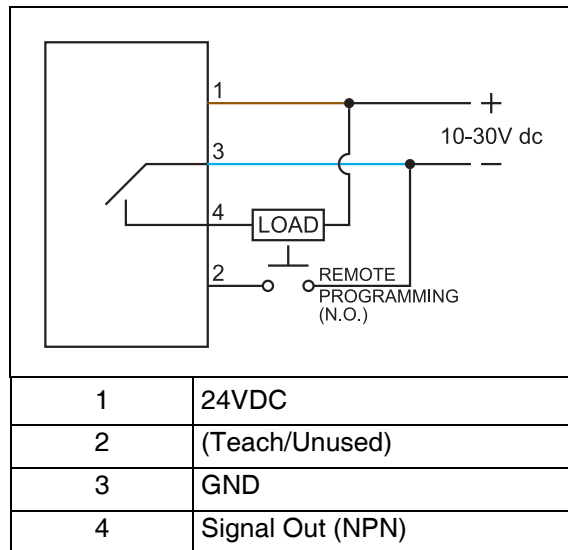 1
+
10-30V dc
3
−
4
LOAD
2
REMOTE
PROGRAMMING
(N.O.)
1 24VDC
2 (Teach/Unused)
3 GND
4 Signal Out (NPN)